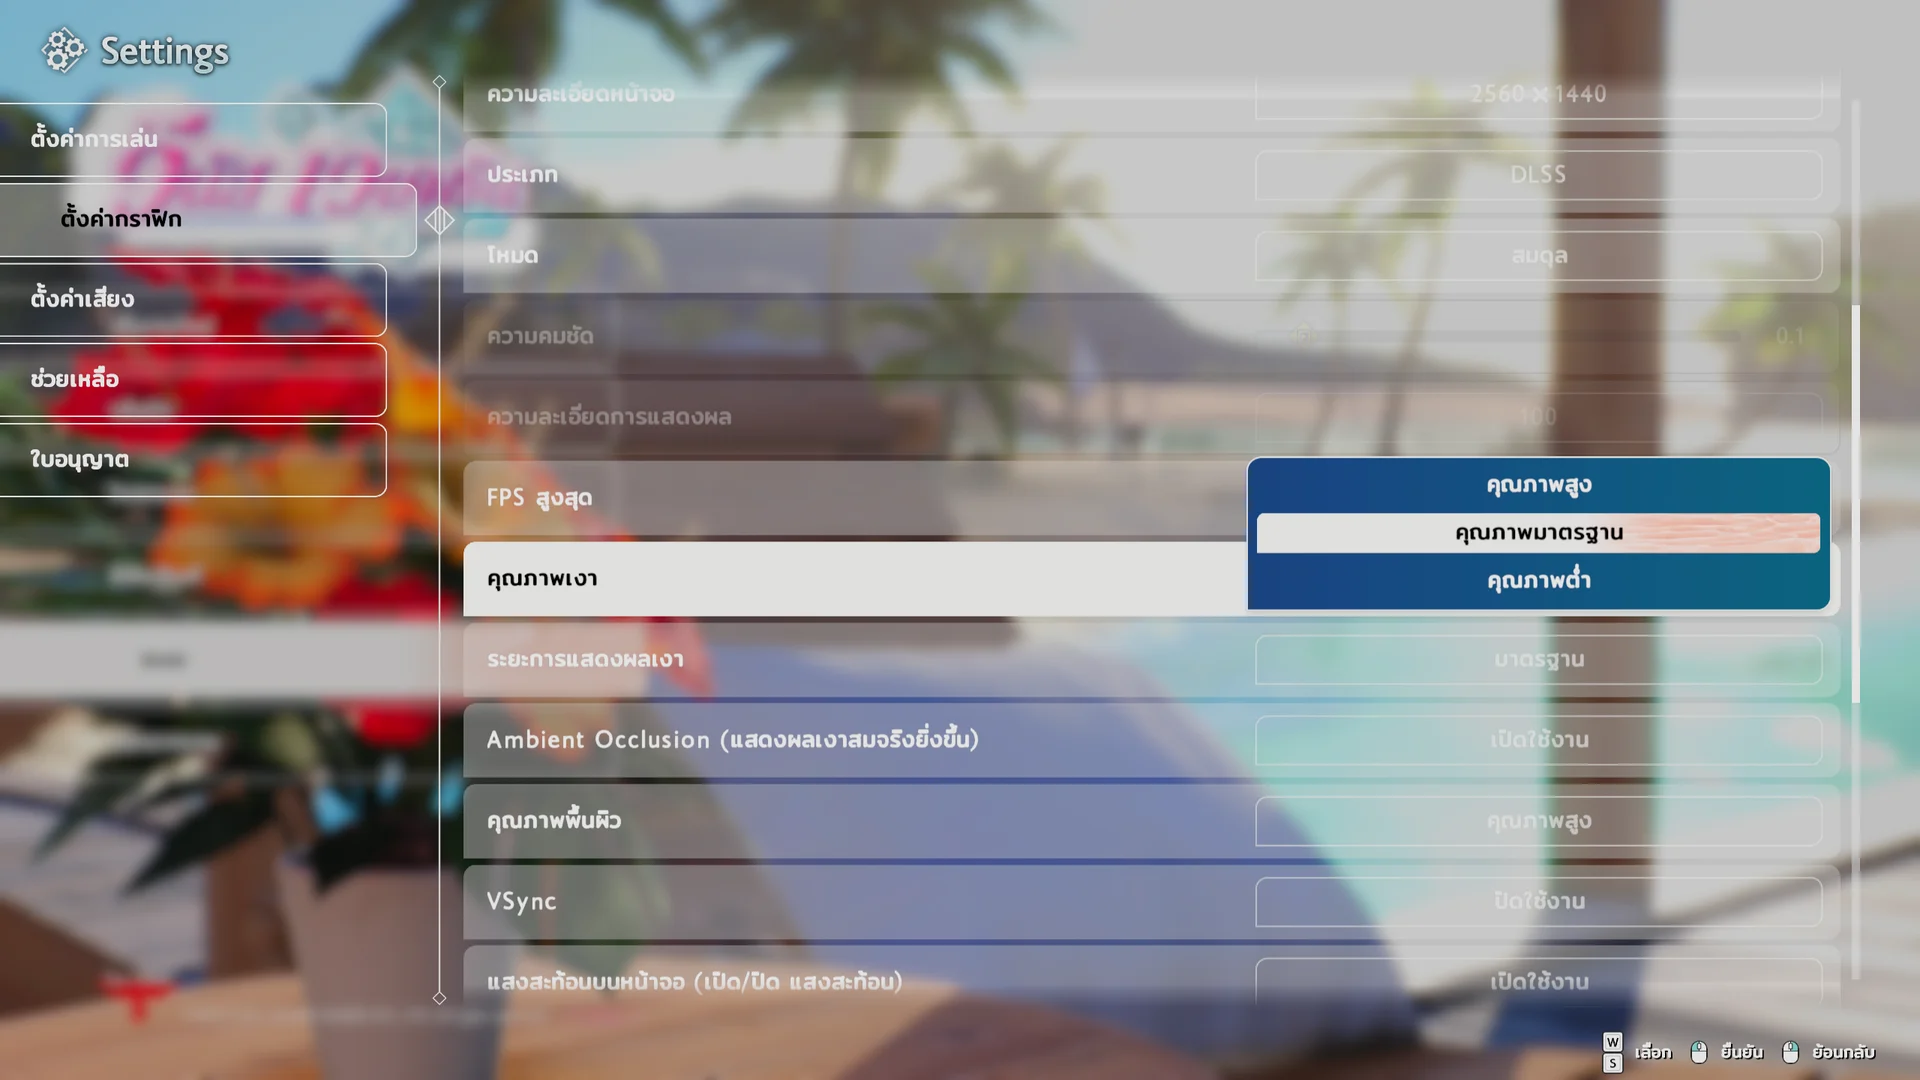 Settings
ตั้งค่าการเล่น
ตั้งค่ากราฟิก
ตั้งค่าเสียง
ช่วยเหลือ
ใบอนุญาต
ความละเอียดหน้าจอ 2560 × 1440
ประเภท DLSS
โหมด สมดุล
ความคมชัด 0.1
ความละเอียดการแสดงผล 100
FPS สูงสุด
คุณภาพสูง
คุณภาพมาตรฐาน
คุณภาพต่ำ
คุณภาพเงา
ระยะการแสดงผลเงา มาตรฐาน
Ambient Occlusion (แสดงผลเงาสมจริงยิ่งขึ้น) เปิดใช้งาน
คุณภาพพื้นผิว คุณภาพสูง
VSync ปิดใช้งาน
แสงสะท้อนบนหน้าจอ (เปิด/ปิด แสงสะท้อน) เปิดใช้งาน
W S เลือก ยืนยัน ย้อนกลับ